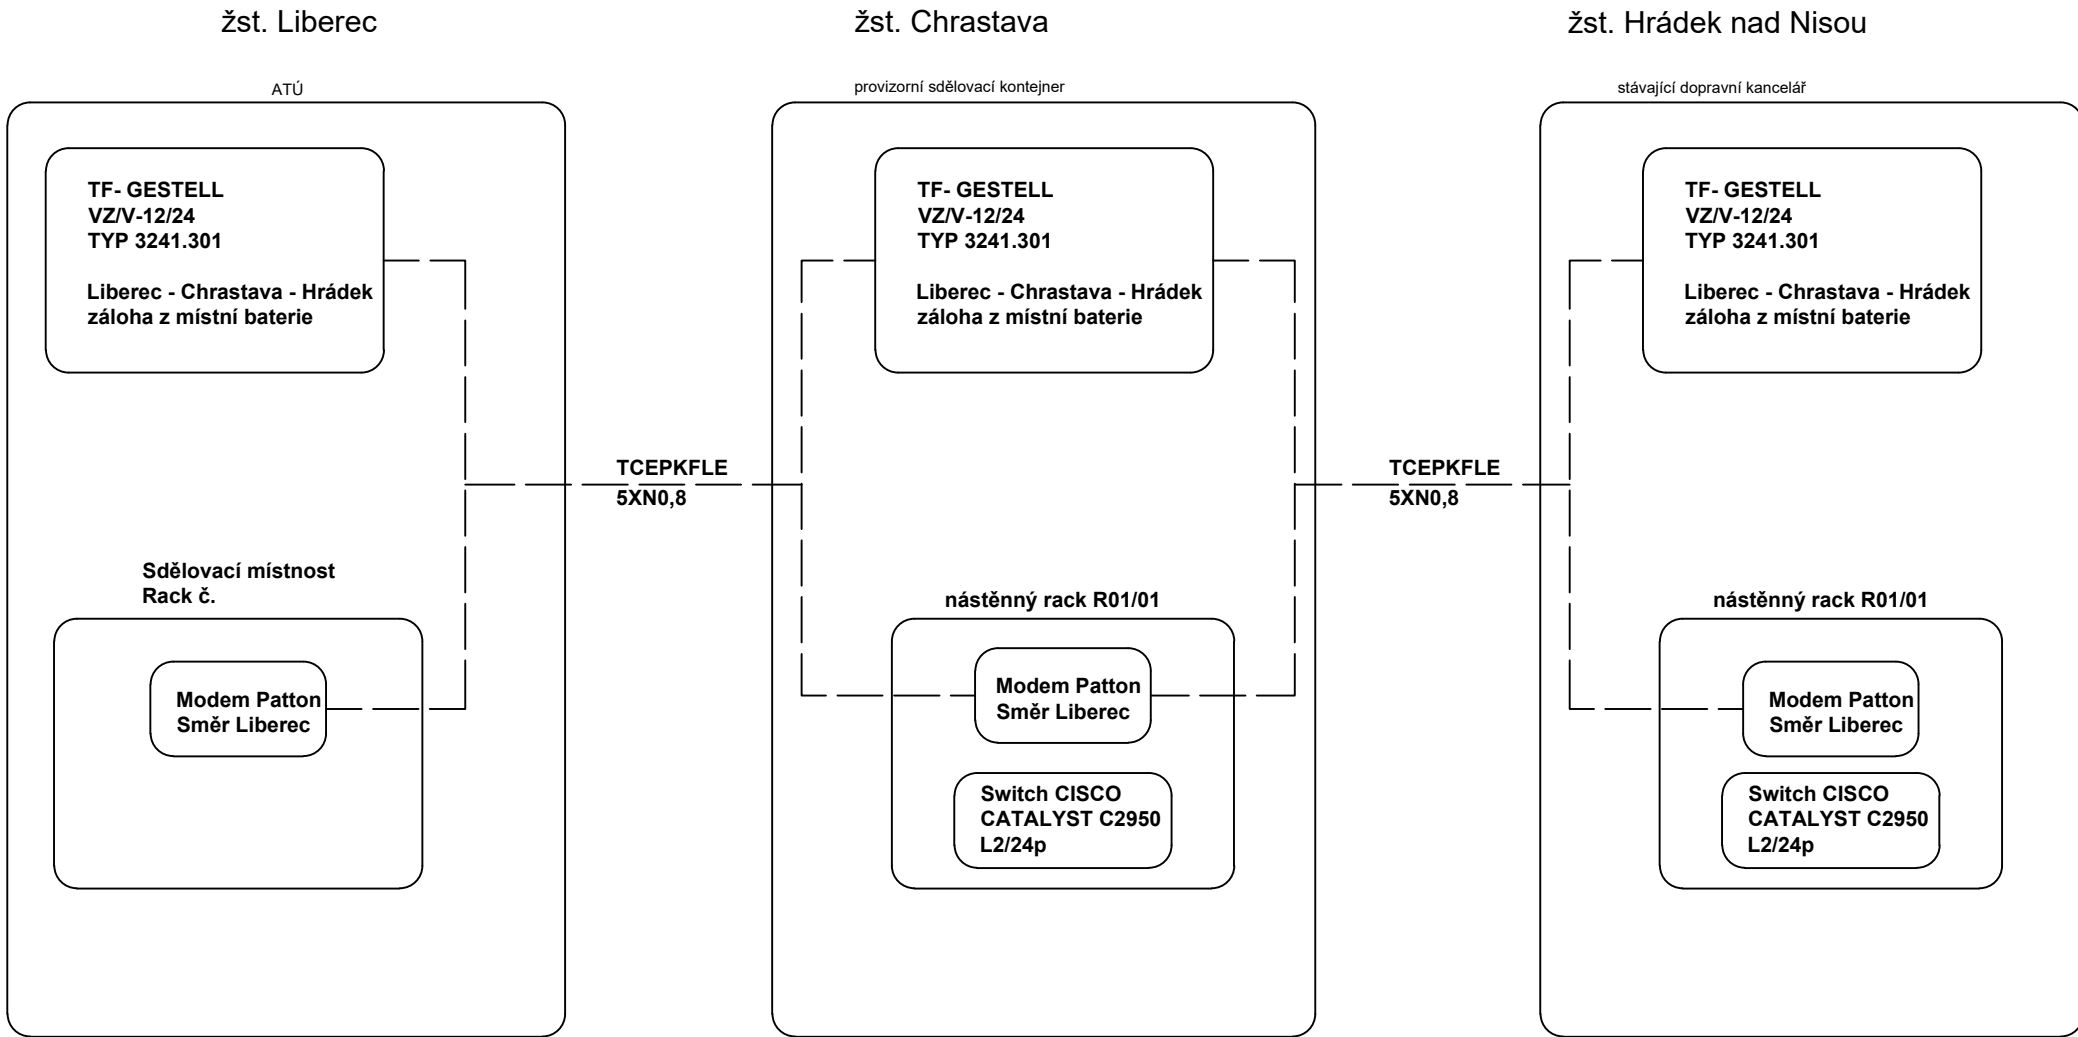 žst. Liberec
žst. Chrastava
žst. Hrádek nad Nisou
ATÚ
provizorní sdělovací kontejner
stávající dopravní kancelář
TF- GESTELL
VZ/V-12/24
TYP 3241.301
Liberec - Chrastava - Hrádek
záloha z místní baterie
TF- GESTELL
VZ/V-12/24
TYP 3241.301
Liberec - Chrastava - Hrádek
záloha z místní baterie
TF- GESTELL
VZ/V-12/24
TYP 3241.301
Liberec - Chrastava - Hrádek
záloha z místní baterie
TCEPKFLE
5XN0,8
TCEPKFLE
5XN0,8
Sdělovací místnost
Rack č.
Modem Patton
Směr Liberec
nástěnný rack R01/01
Modem Patton
Směr Liberec
Switch CISCO
CATALYST C2950
L2/24p
nástěnný rack R01/01
Modem Patton
Směr Liberec
Switch CISCO
CATALYST C2950
L2/24p